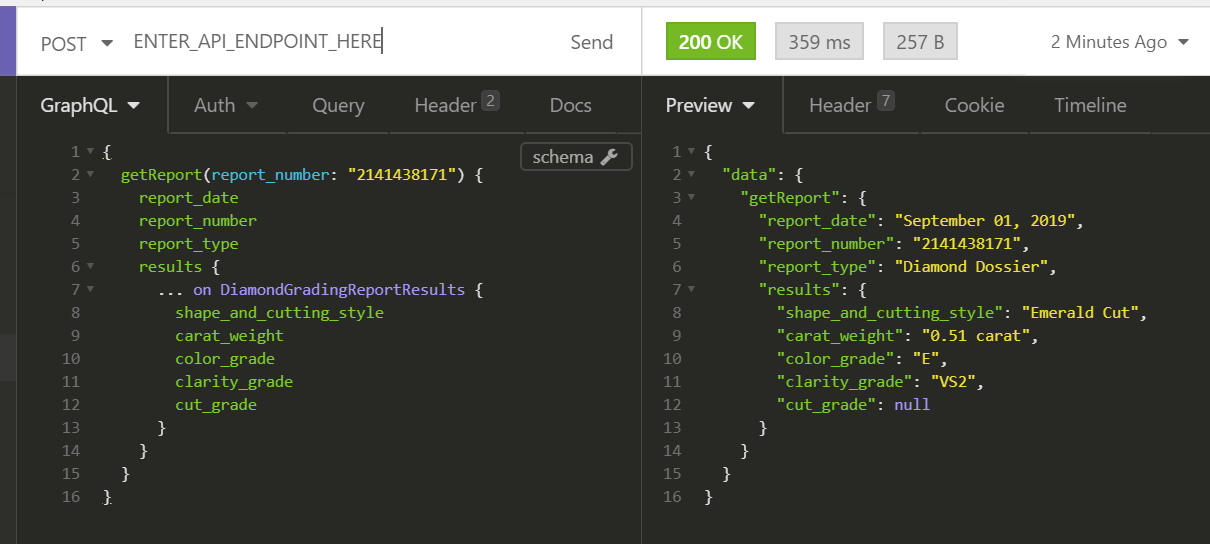 POST ENTER_API_ENDPOINT_HERE Send 200 OK 359 ms 257 B 2 Minutes Ago
GraphQL Auth Query Header 2 Docs
Preview Header 7 Cookie Timeline
schema
1 {
2 getReport(report_number: "2141438171") {
3 report_date
4 report_number
5 report_type
6 results {
7 ... on DiamondGradingReportResults {
8 shape_and_cutting_style
9 carat_weight
10 color_grade
11 clarity_grade
12 cut_grade
13 }
14 }
15 }
16 }
1 {
2 "data": {
3 "getReport": {
4 "report_date": "September 01, 2019",
5 "report_number": "2141438171",
6 "report_type": "Diamond Dossier",
7 "results": {
8 "shape_and_cutting_style": "Emerald Cut",
9 "carat_weight": "0.51 carat",
10 "color_grade": "E",
11 "clarity_grade": "VS2",
12 "cut_grade": null
13 }
14 }
15 }
16 }